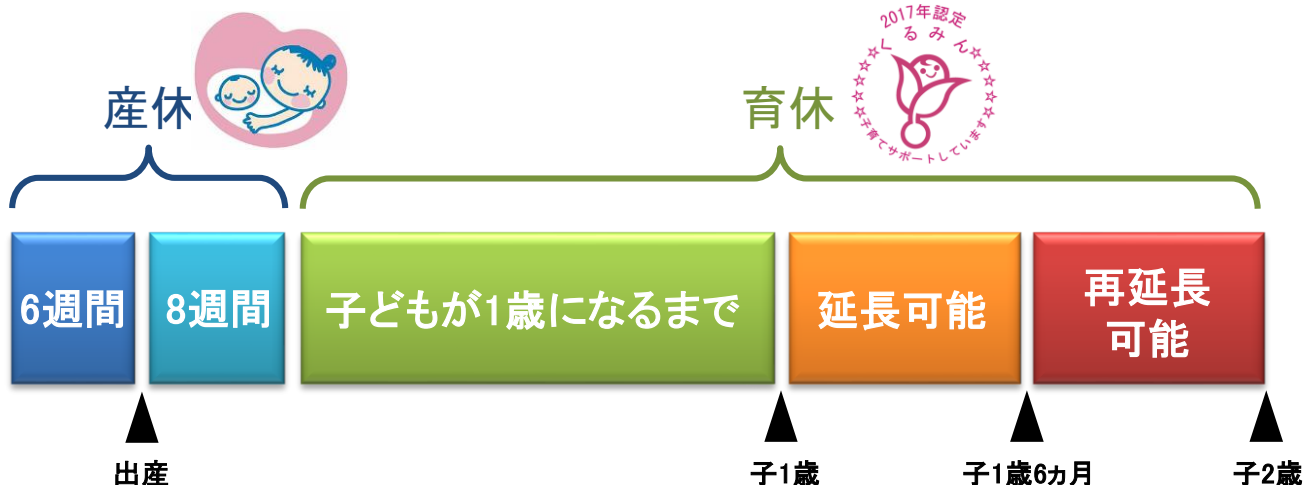 産休
育休
2017年認定
くるみん
子育てサポートしています
6週間
8週間
子どもが1歳になるまで
延長可能
再延長
可能
出産
子1歳
子1歳6ヵ月
子2歳